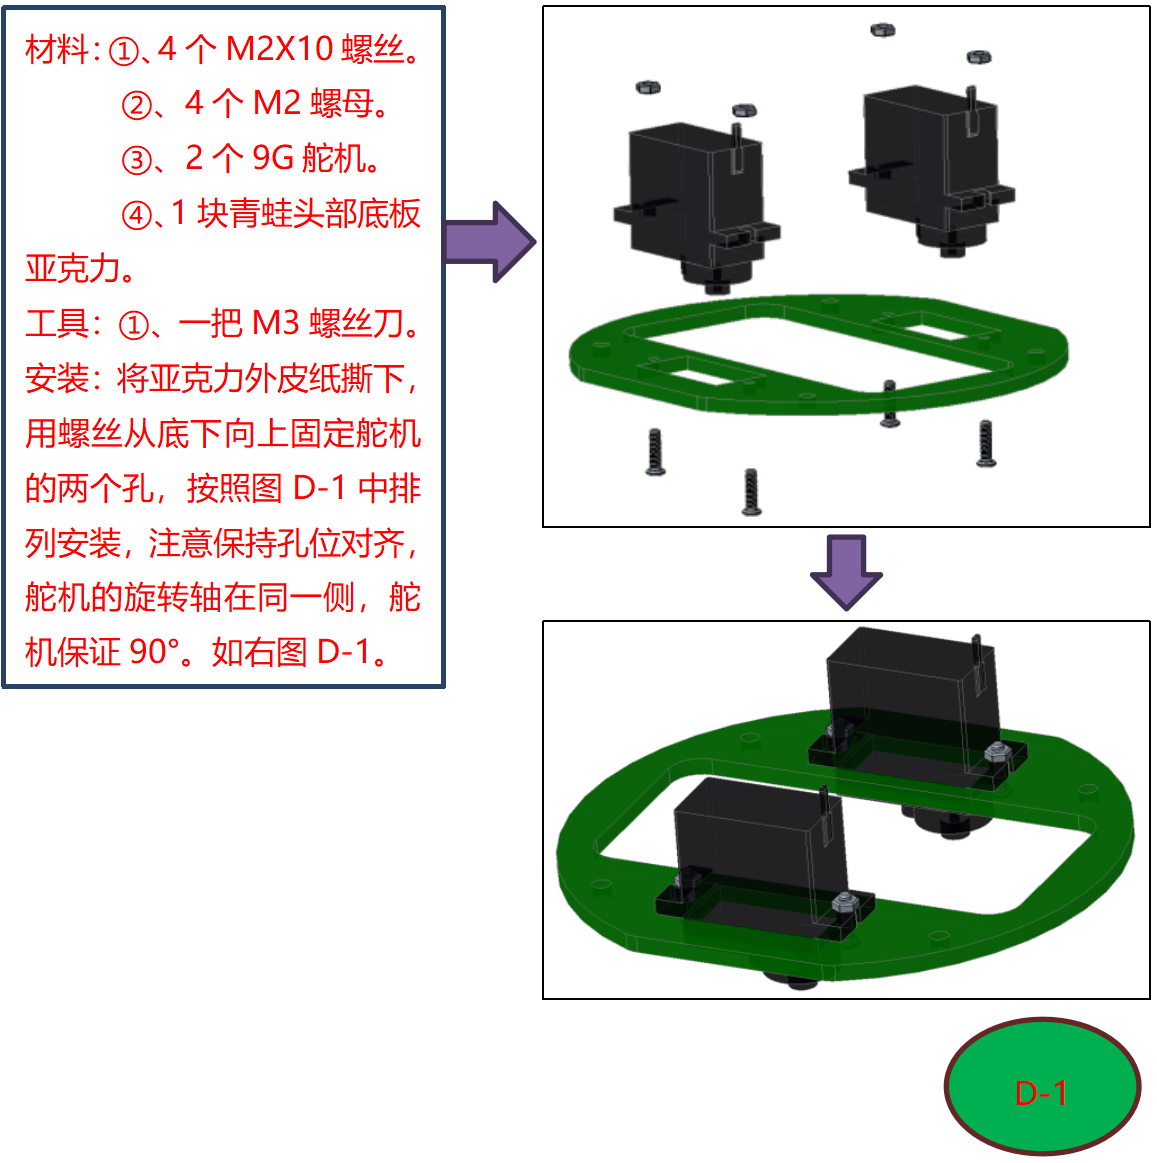 材料：①、4 个 M2X10 螺丝。
②、4 个 M2 螺母。
③、2 个 9G 舵机。
④、1 块青蛙头部底板
亚克力。
工具：①、一把 M3 螺丝刀。
安装：将亚克力外皮纸撕下，
用螺丝从底下向上固定舵机
的两个孔，按照图 D-1 中排
列安装，注意保持孔位对齐，
舵机的旋转轴在同一侧，舵
机保证 90°。如右图 D-1。
D-1